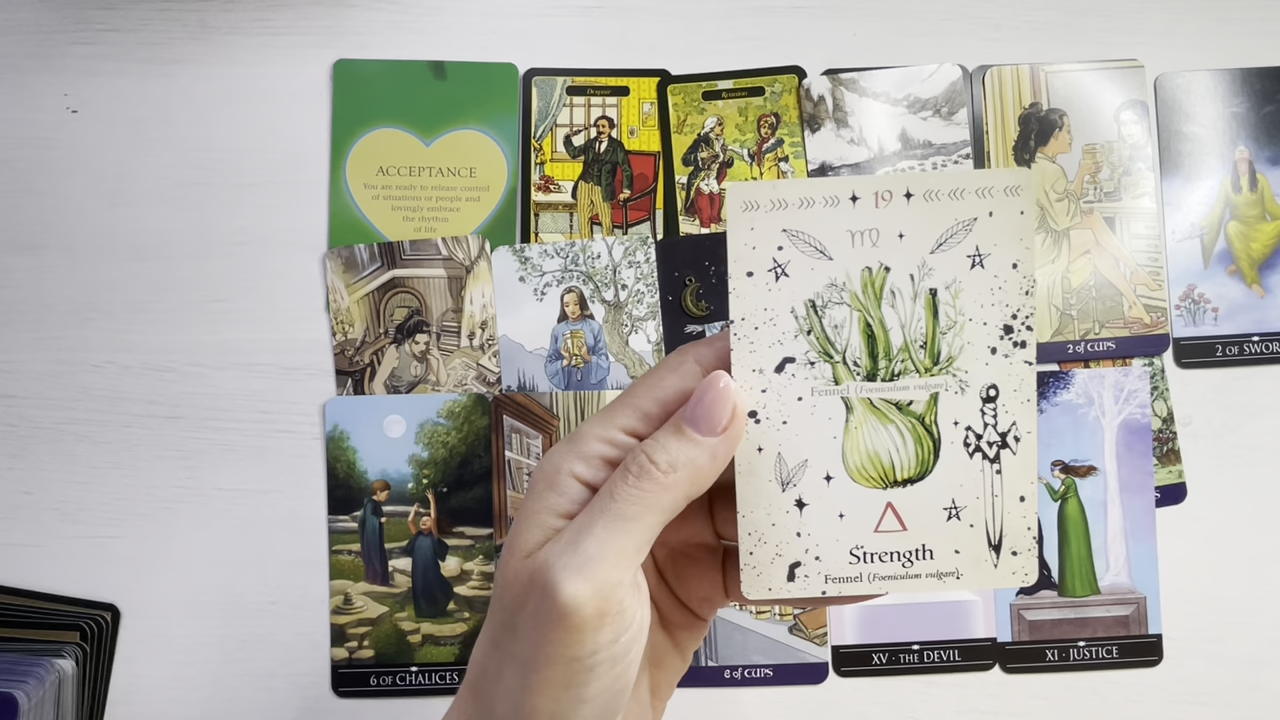 ACCEPTANCE
You are ready to release control
of situations or people and
lovingly embrace
the rhythm
of life
Despair
Reunion
19
Fennel (Foeniculum vulgare)
Strength
Fennel (Foeniculum vulgare)
2 of CUPS
2 OF SWOR
6 OF CHALICES
6 of CUPS
XV · THE DEVIL
XI · JUSTICE